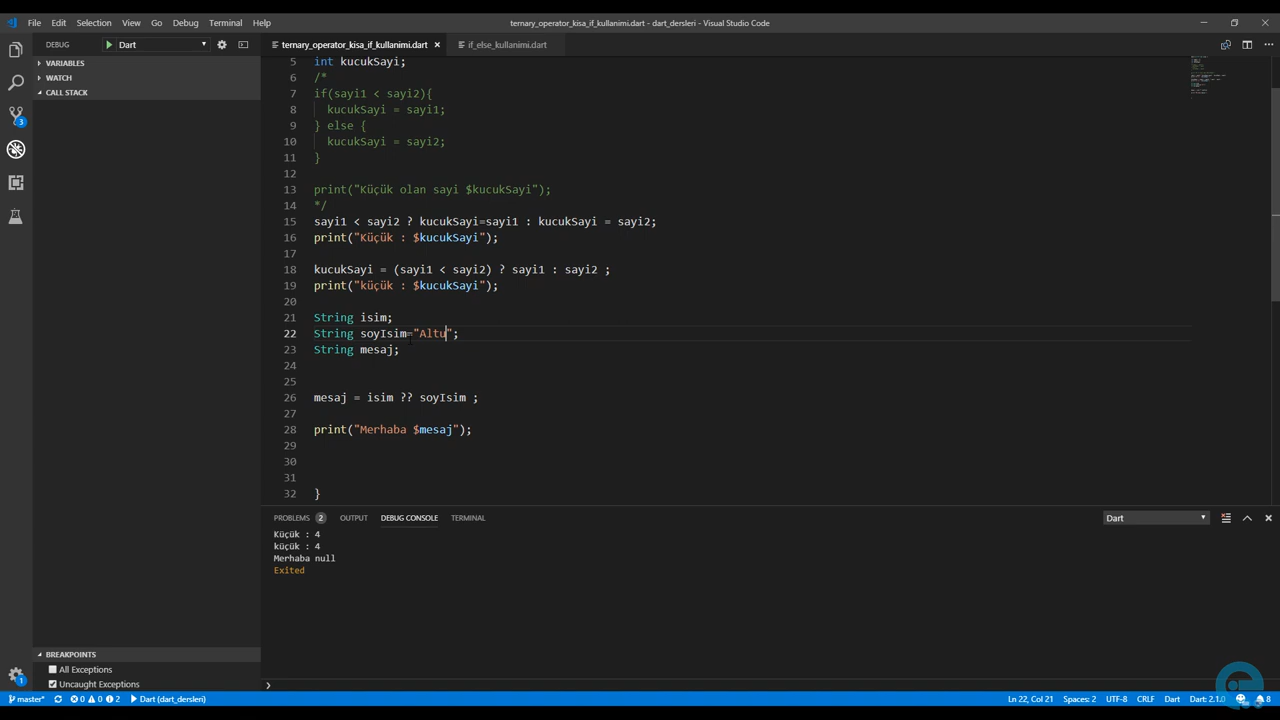 File Edit Selection View Go Debug Terminal Help
ternary_operator_kisa_if_kullanimi.dart - dart_dersleri - Visual Studio Code
DEBUG Dart
ternary_operator_kisa_if_kullanimi.dart × if_else_kullanimi.dart
VARIABLES
WATCH
CALL STACK
3
5 int kucukSayi;
6 /*
7 if(sayi1 < sayi2){
8 kucukSayi = sayi1;
9 } else {
10 kucukSayi = sayi2;
11 }
12
13 print("Küçük olan sayi $kucukSayi");
14 */
15 sayi1 < sayi2 ? kucukSayi=sayi1 : kucukSayi = sayi2;
16 print("Küçük : $kucukSayi");
17
18 kucukSayi = (sayi1 < sayi2) ? sayi1 : sayi2 ;
19 print("küçük : $kucukSayi");
20
21 String isim;
22 String soyIsim="Altu";
23 String mesaj;
24
25
26 mesaj = isim ?? soyIsim ;
27
28 print("Merhaba $mesaj");
29
30
31
32 }
PROBLEMS 2 OUTPUT DEBUG CONSOLE TERMINAL Dart
Küçük : 4
küçük : 4
Merhaba null
Exited
BREAKPOINTS
All Exceptions
Uncaught Exceptions
1
master* 0 0 2 Dart (dart_dersleri) Ln 22, Col 21 Spaces: 2 UTF-8 CRLF Dart Dart: 2.1.0 8